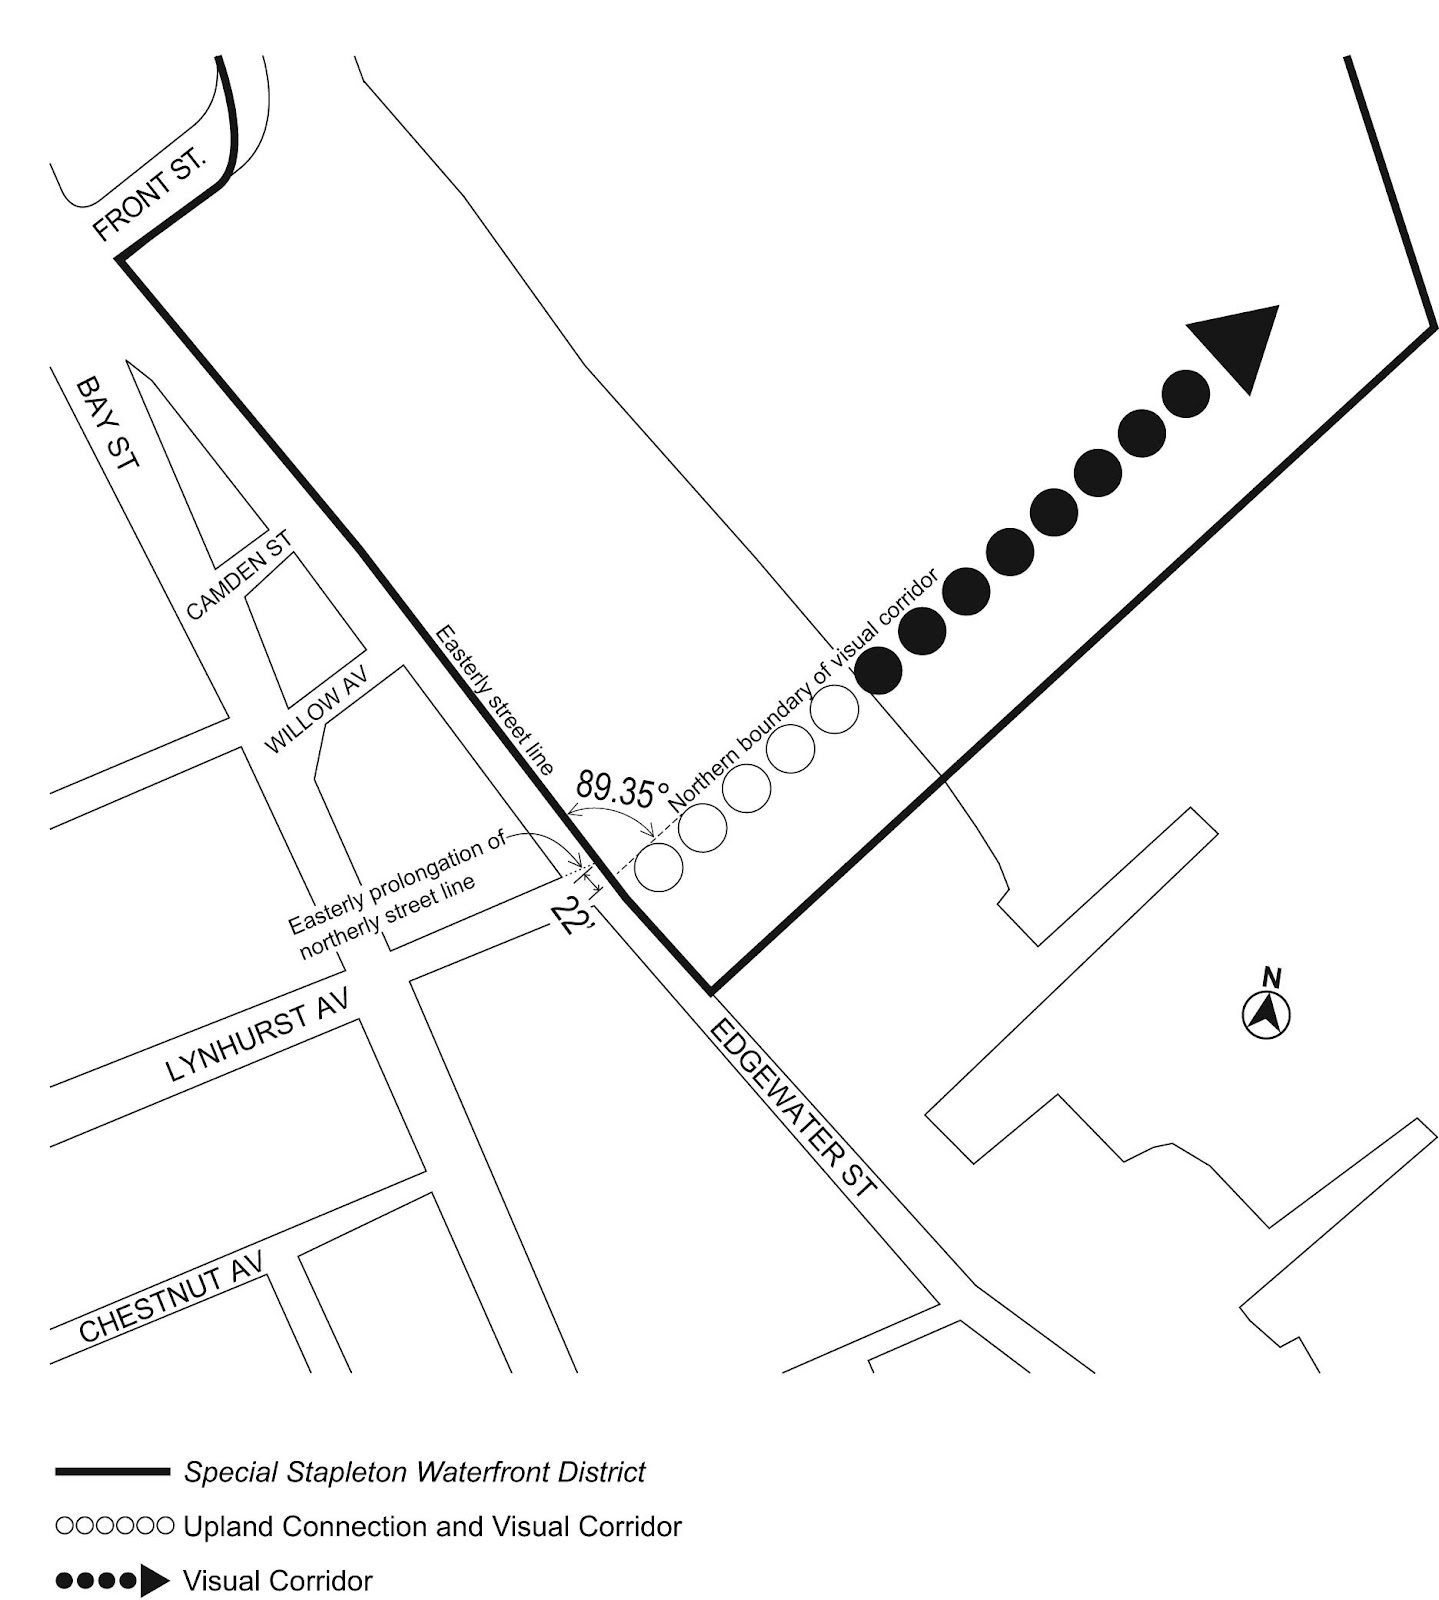 FRONT ST.
BAY ST
CAMDEN ST
WILLOW AV
Easterly street line
Northern boundary of visual corridor
89.35°
Easterly prolongation of
northerly street line
22'
LYNHURST AV
N
EDGEWATER ST
CHESTNUT AV
Special Stapleton Waterfront District
Upland Connection and Visual Corridor
Visual Corridor